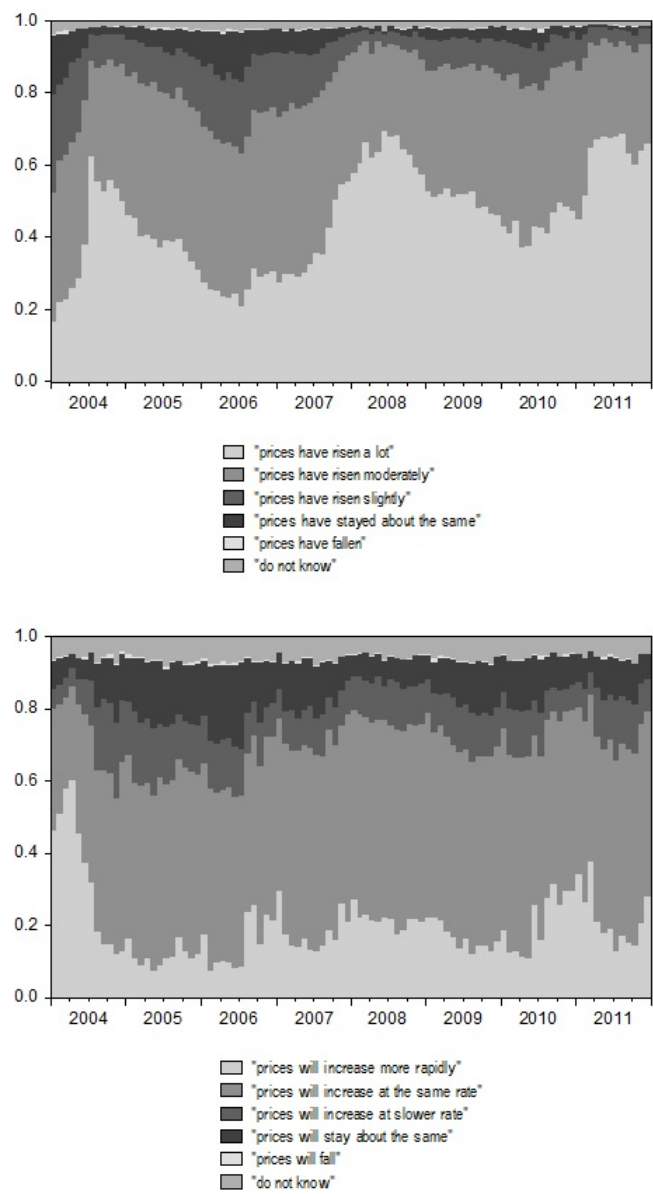 1.0
0.8
0.6
0.4
0.2
0.0
2004 2005 2006 2007 2008 2009 2010 2011
"prices have risen a lot"
"prices have risen moderately"
"prices have risen slightly"
"prices have stayed about the same"
"prices have fallen"
"do not know"
1.0
0.8
0.6
0.4
0.2
0.0
2004 2005 2006 2007 2008 2009 2010 2011
"prices will increase more rapidly"
"prices will increase at the same rate"
"prices will increase at slower rate"
"prices will stay about the same"
"prices will fall"
"do not know"